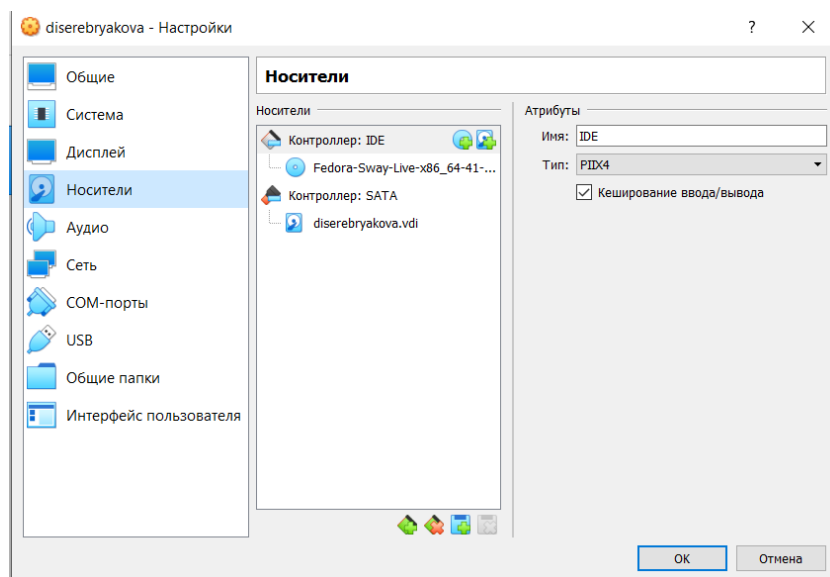 diserebryakova - Настройки
?
Общие
Система
Дисплей
Носители
Аудио
Сеть
COM-порты
USB
Общие папки
Интерфейс пользователя
Носители
Носители
Контроллер: IDE
Fedora-Sway-Live-x86_64-41-...
Контроллер: SATA
diserebryakova.vdi
Атрибуты
Имя: IDE
Тип: PIIX4
Кеширование ввода/вывода
OK Отмена